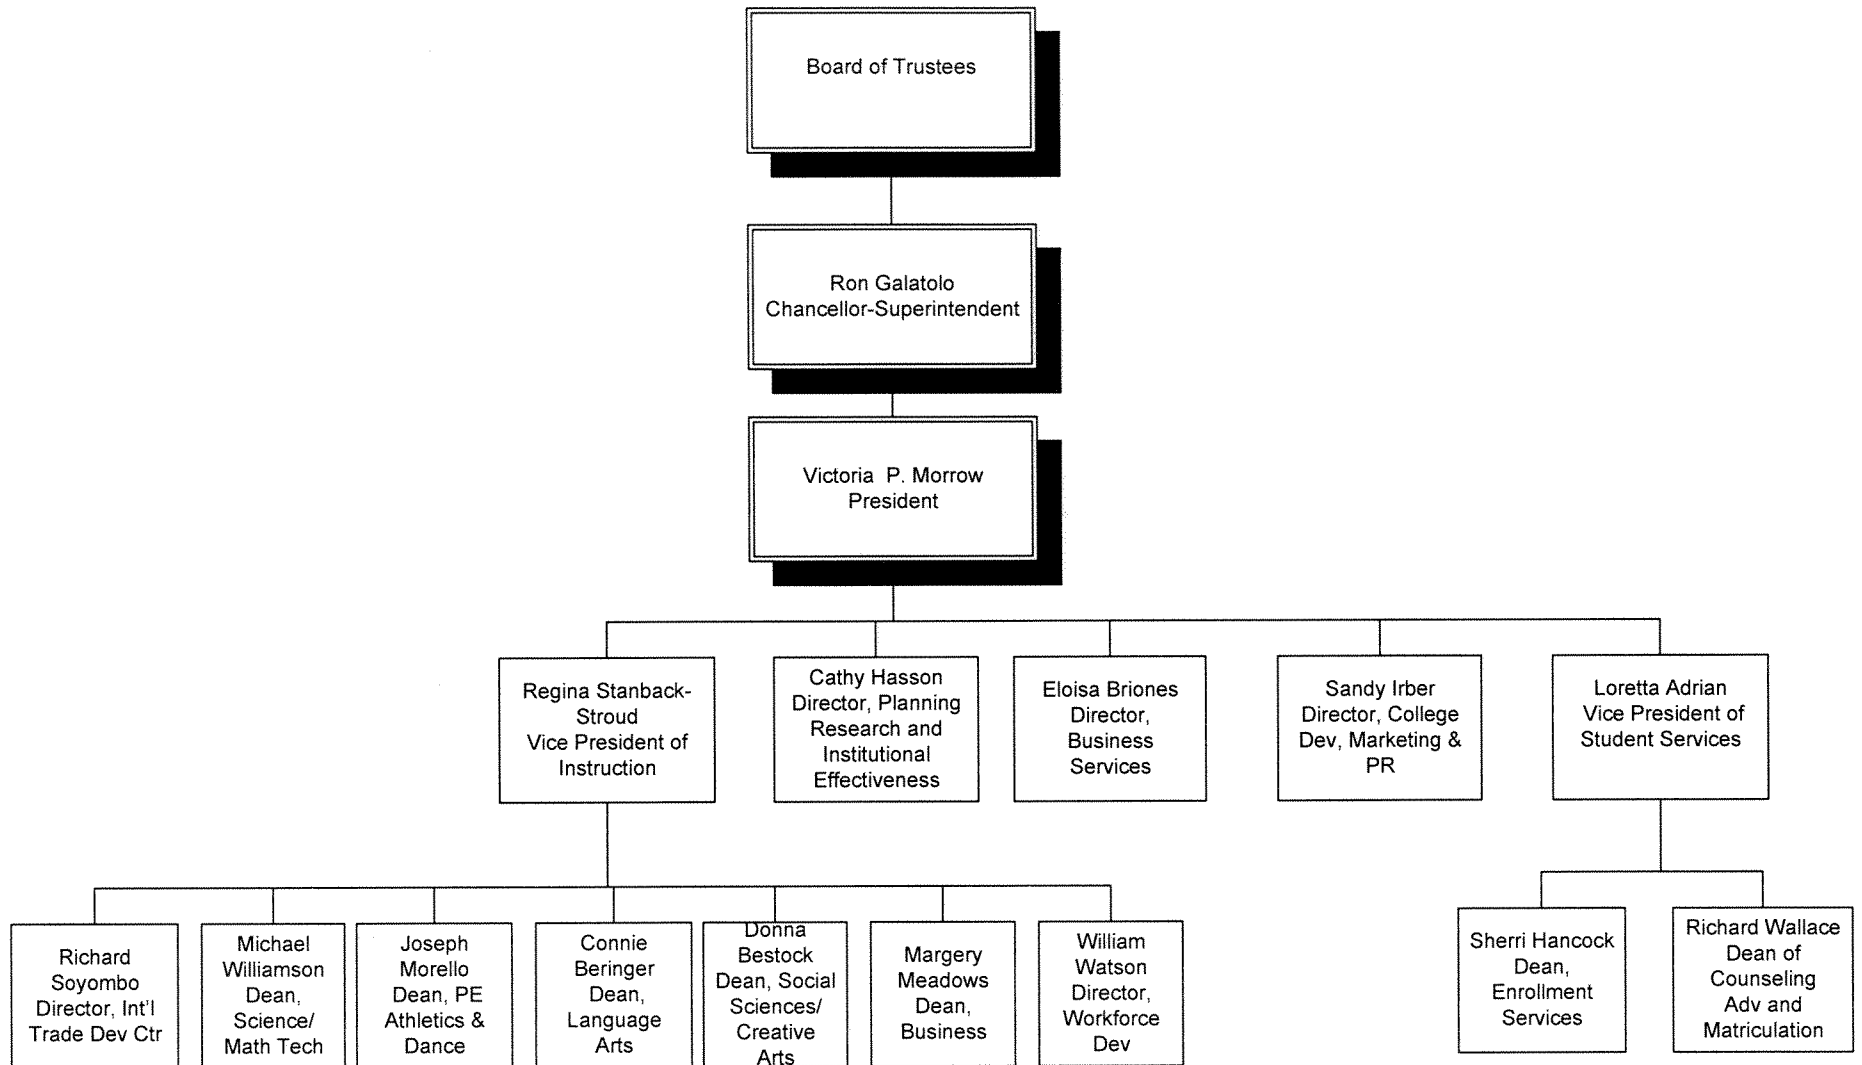 Board of Trustees
Ron Galatolo
Chancellor-Superintendent
Victoria P. Morrow
President
Regina Stanback-
Stroud
Vice President of
Instruction
Cathy Hasson
Director, Planning
Research and
Institutional
Effectiveness
Eloisa Briones
Director,
Business
Services
Sandy Irber
Director, College
Dev, Marketing &
PR
Loretta Adrian
Vice President of
Student Services
Richard
Soyombo
Director, Int'l
Trade Dev Ctr
Michael
Williamson
Dean,
Science/
Math Tech
Joseph
Morello
Dean, PE
Athletics &
Dance
Connie
Beringer
Dean,
Language
Arts
Donna
Bestock
Dean, Social
Sciences/
Creative
Arts
Margery
Meadows
Dean,
Business
William
Watson
Director,
Workforce
Dev
Sherri Hancock
Dean,
Enrollment
Services
Richard Wallace
Dean of
Counseling
Adv and
Matriculation